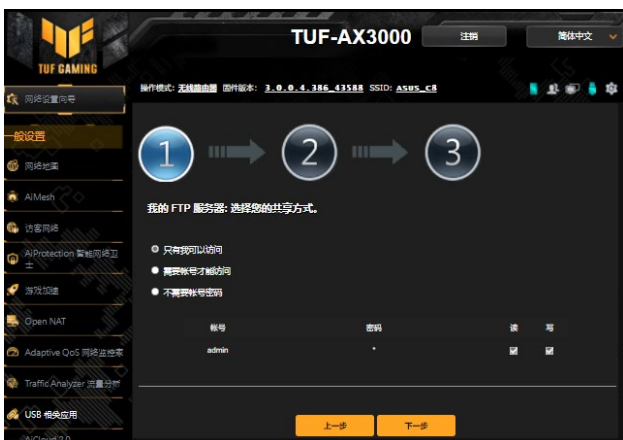 TUF-AX3000
注销
简体中文
TUF GAMING
操作模式: 无线路由器 固件版本: 3.0.0.4.386_43588 SSID: ASUS_C8
网络设置向导
一般设置
网络地图
AiMesh
访客网络
AiProtection 智能网络卫士
游戏加速
Open NAT
Adaptive QoS 网络监控家
Traffic Analyzer 流量分析
USB 相关应用
AiCloud 2.0
1
2
3
我的 FTP 服务器: 选择您的共享方式。
只有我可以访问
需要帐号才能访问
不需要帐号密码
帐号 密码 读 写
admin *
上一步 下一步